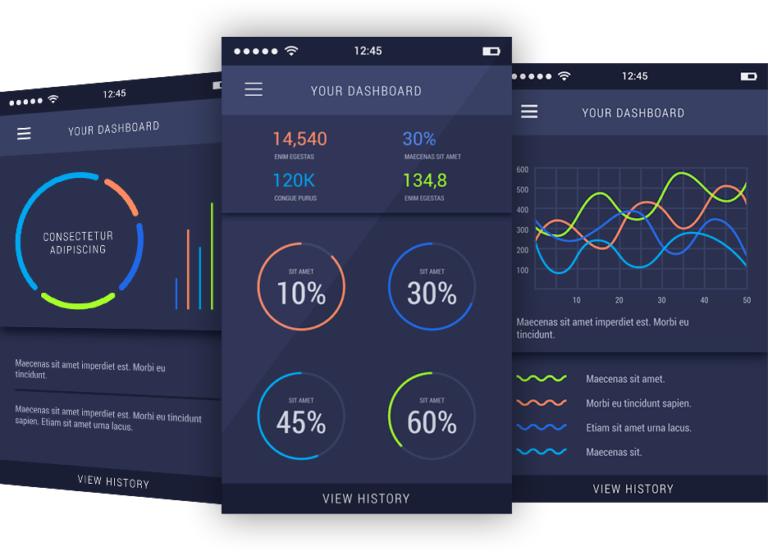 12:45
YOUR DASHBOARD
CONSECTETUR
ADIPISCING
Maecenas sit amet imperdiet est. Morbi eu
tincidunt.
Maecenas sit amet imperdiet est. Morbi eu tincidunt
sapien. Etiam sit amet urna lacus.
VIEW HISTORY
12:45
YOUR DASHBOARD
14,540
ENIM EGESTAS
30%
MAECENAS SIT AMET
120K
CONGUE PURUS
134,8
ENIM EGESTAS
SIT AMET
10%
SIT AMET
30%
SIT AMET
45%
SIT AMET
60%
VIEW HISTORY
12:45
YOUR DASHBOARD
600
500
400
300
200
100
10 20 30 40 50
Maecenas sit amet imperdiet est. Morbi eu
tincidunt.
Maecenas sit amet.
Morbi eu tincidunt sapien.
Etiam sit amet urna lacus.
Maecenas sit.
VIEW HISTORY